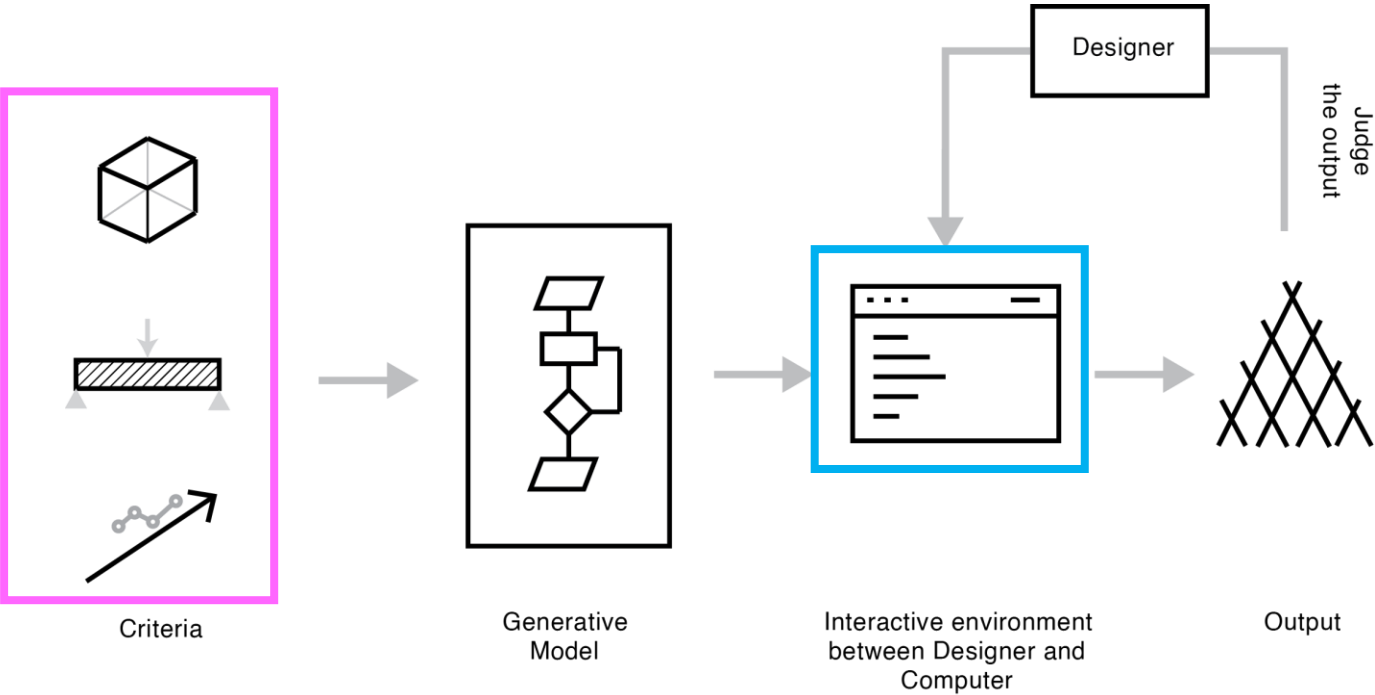 Designer
Judge
the output
Criteria
Generative
Model
Interactive environment
between Designer and
Computer
Output